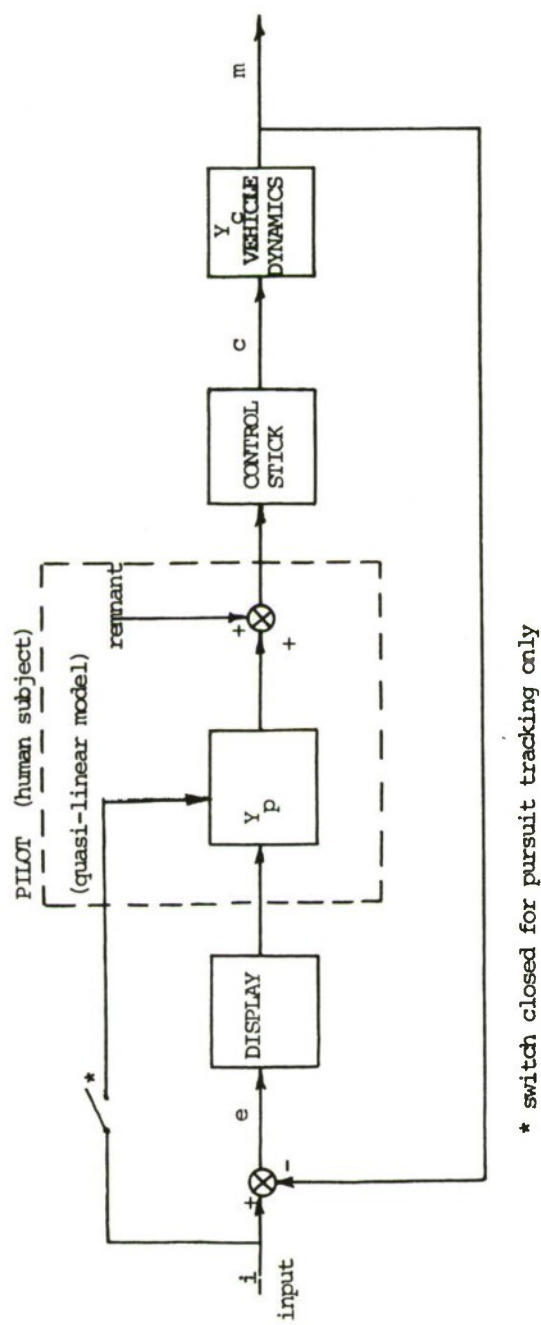 PILOT (human subject)
(quasi-linear model)
remnant
*
i
input
+
-
e
DISPLAY
Y
p
+
+
CONTROL
STICK
c
Y
c
VEHICLE
DYNAMICS
m
* switch closed for pursuit tracking only